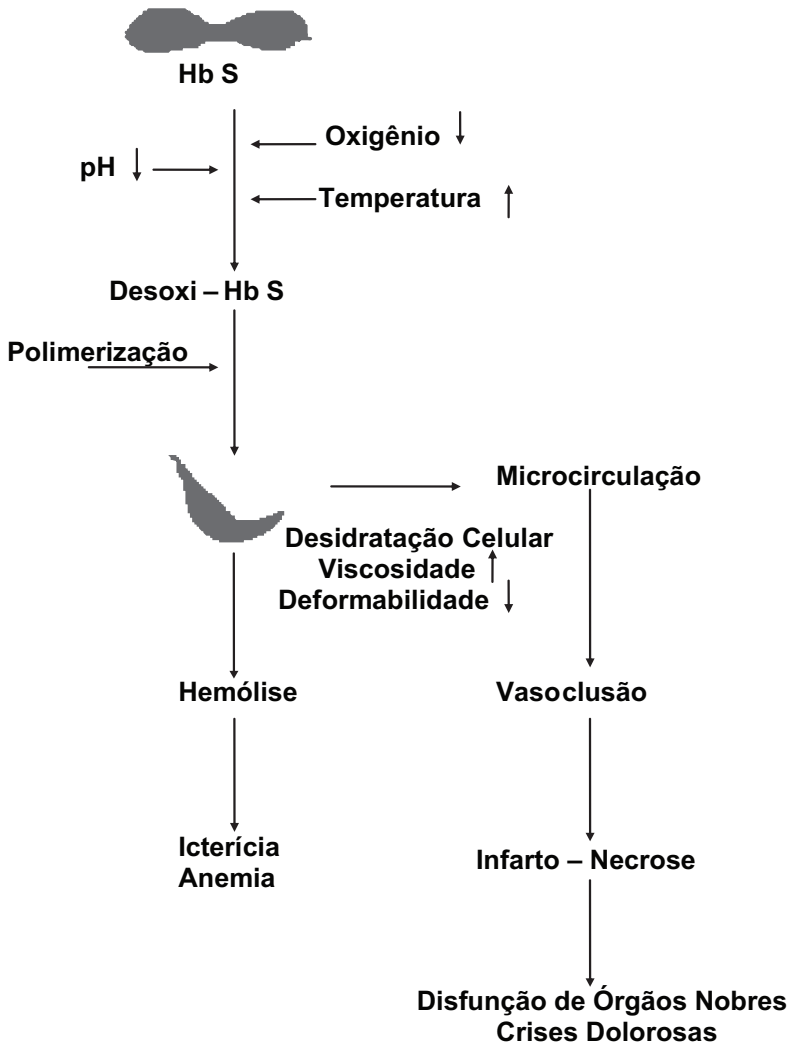 Hb S
Oxigênio
pH
Temperatura
Desoxi – Hb S
Polimerização
Microcirculação
Desidratação Celular
Viscosidade
Deformabilidade
Hemólise
Vasoclusão
Icterícia
Anemia
Infarto – Necrose
Disfunção de Órgãos Nobres
Crises Dolorosas